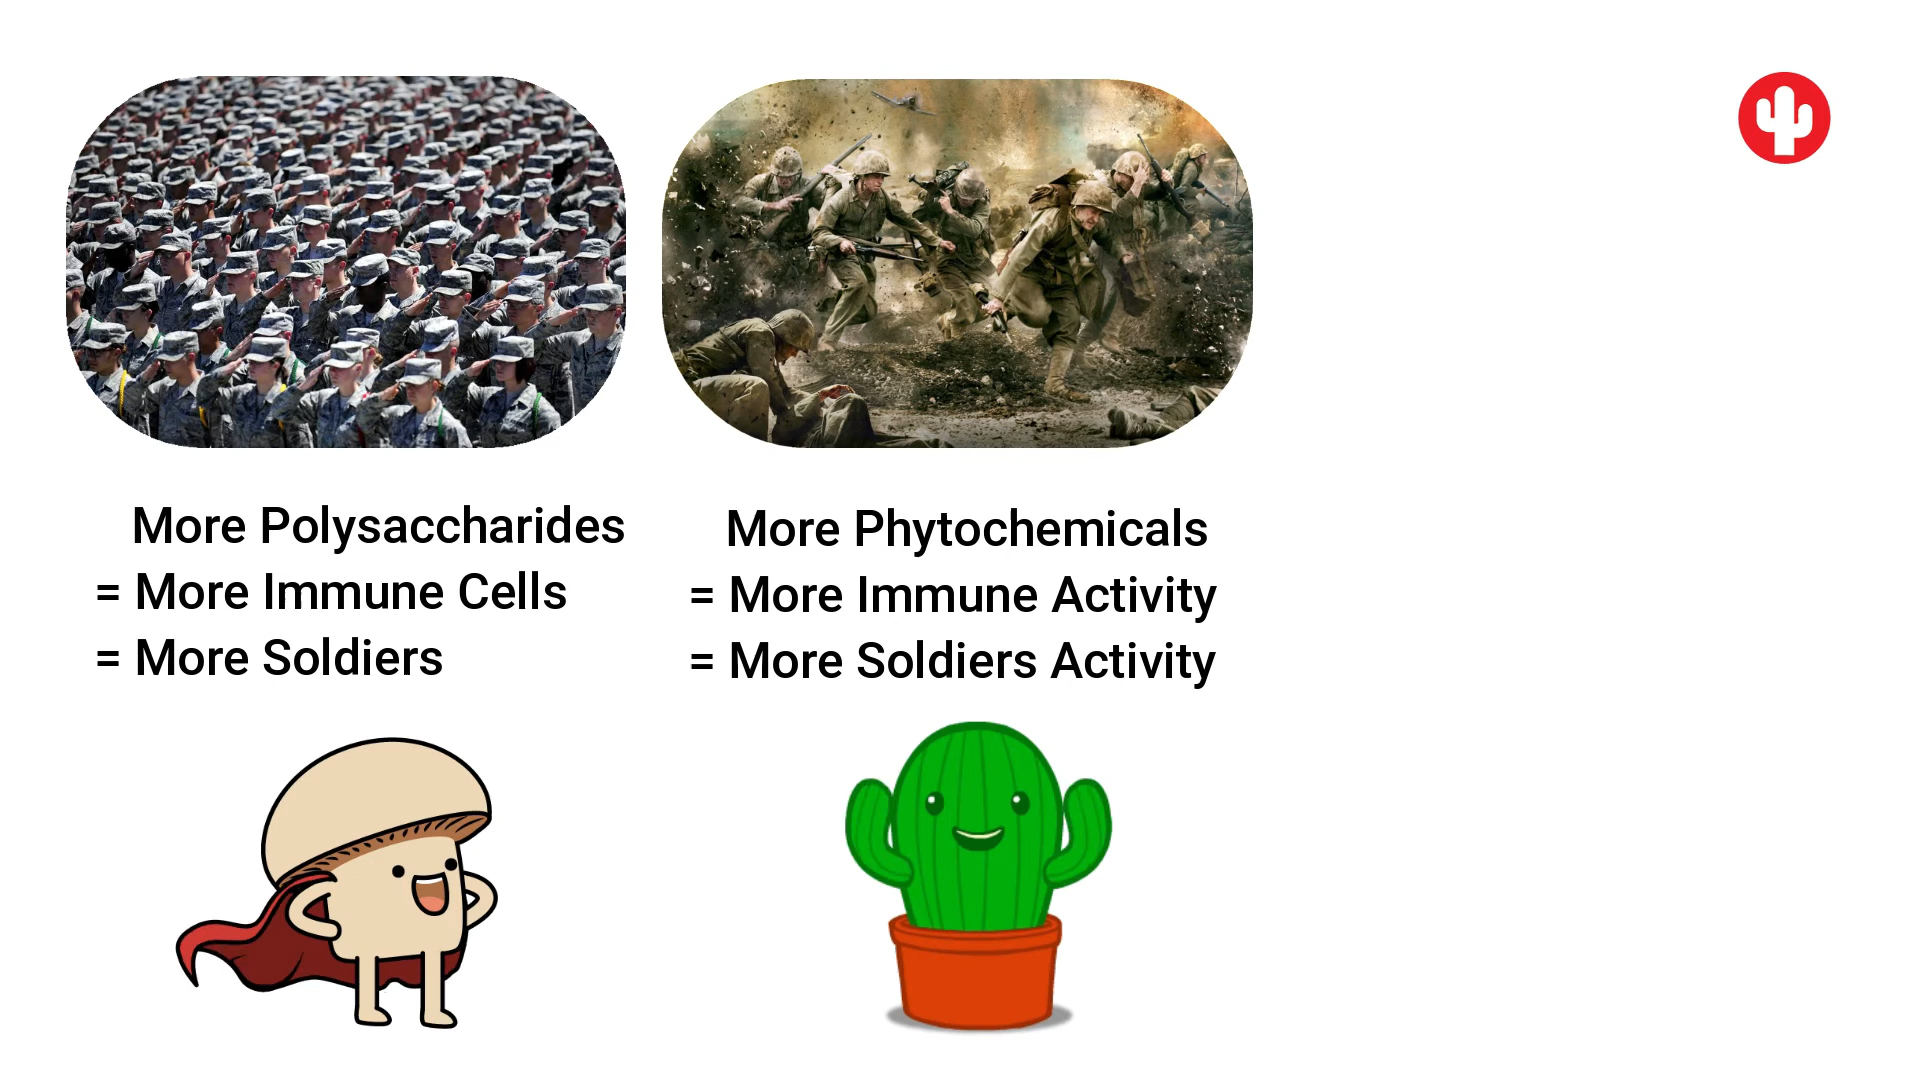 More Polysaccharides
= More Immune Cells
= More Soldiers
More Phytochemicals
= More Immune Activity
= More Soldiers Activity